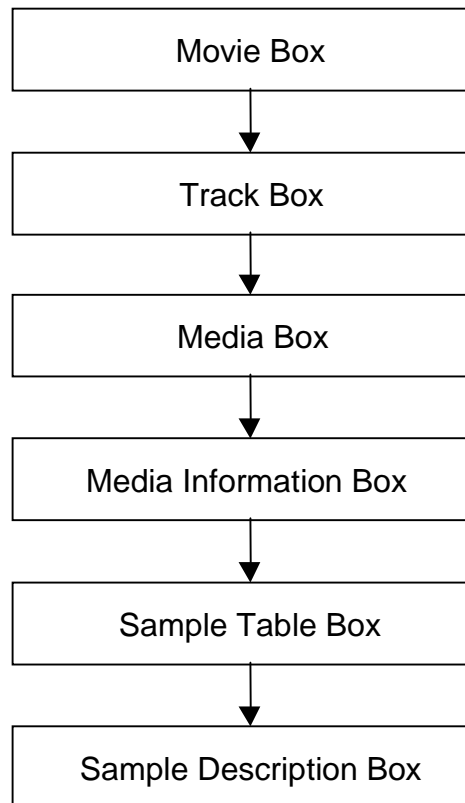 Movie Box
Track Box
Media Box
Media Information Box
Sample Table Box
Sample Description Box